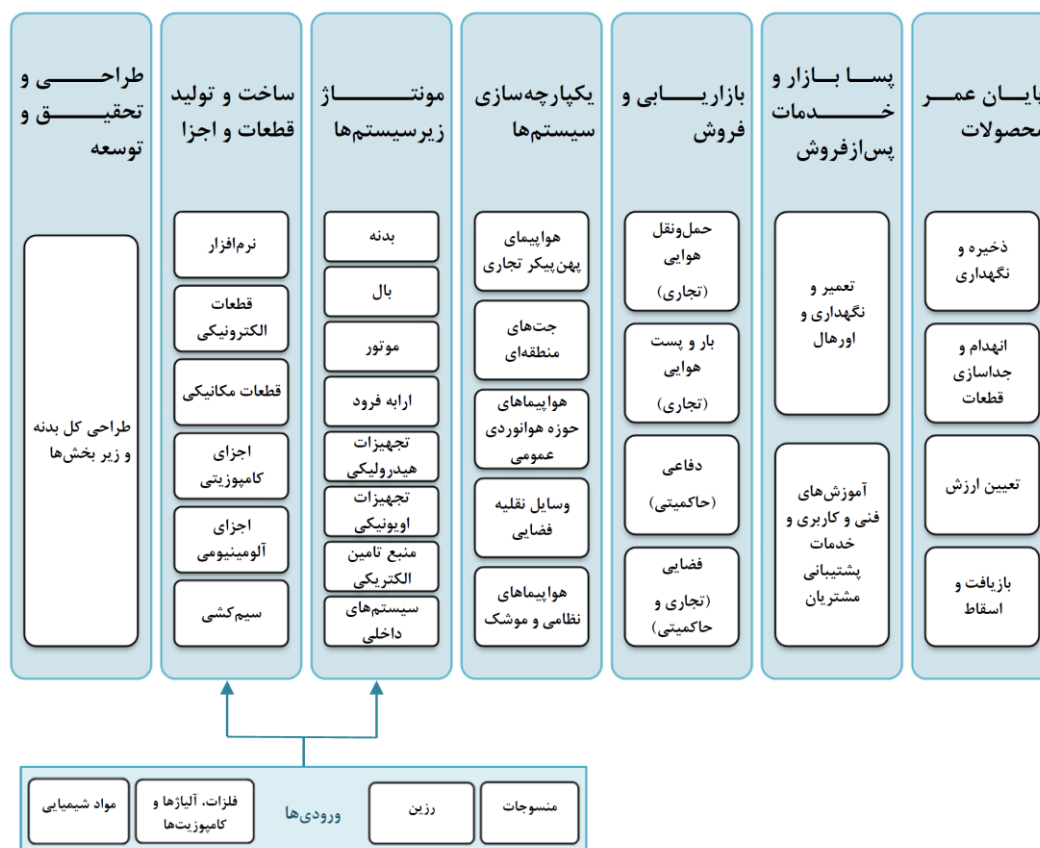 طراحی و
تحقیق و
توسعه
طراحی کل بدنه
و زیر بخش‌ها
ساخت و تولید
قطعات و اجزا
نرم‌افزار
قطعات
الکترونیکی
قطعات مکانیکی
اجزای
کامپوزیتی
اجزای
آلومینیومی
سیم‌کشی
مونتاژ
زیرسیستم‌ها
بدنه
بال
موتور
ارابه فرود
تجهیزات
هیدرولیکی
تجهیزات
اویونیکی
منبع تامین
الکتریکی
سیستم‌های
داخلی
یکپارچه‌سازی
سیستم‌ها
هواپیمای
پهن‌پیکر تجاری
جت‌های
منطقه‌ای
هواپیماهای
حوزه هوانوردی
عمومی
وسایل نقلیه
فضایی
هواپیماهای
نظامی و موشک
بازاریابی و
فروش
حمل‌ونقل
هوایی
(تجاری)
بار و پست
هوایی
(تجاری)
دفاعی
(حاکمیتی)
فضایی
(تجاری و
حاکمیتی)
پسا بازار و
خدمات
پس‌ازفروش
تعمیر و
نگهداری و
اورهال
آموزش‌های
فنی و کاربری و
خدمات
پشتیبانی
مشتریان
پایان عمر
محصولات
ذخیره و
نگهداری
انهدام و
جداسازی
قطعات
تعیین ارزش
بازیافت و
اسقاط
مواد شیمیایی
فلزات، آلیاژها و
کامپوزیت‌ها
ورودی‌ها
رزین
منسوجات